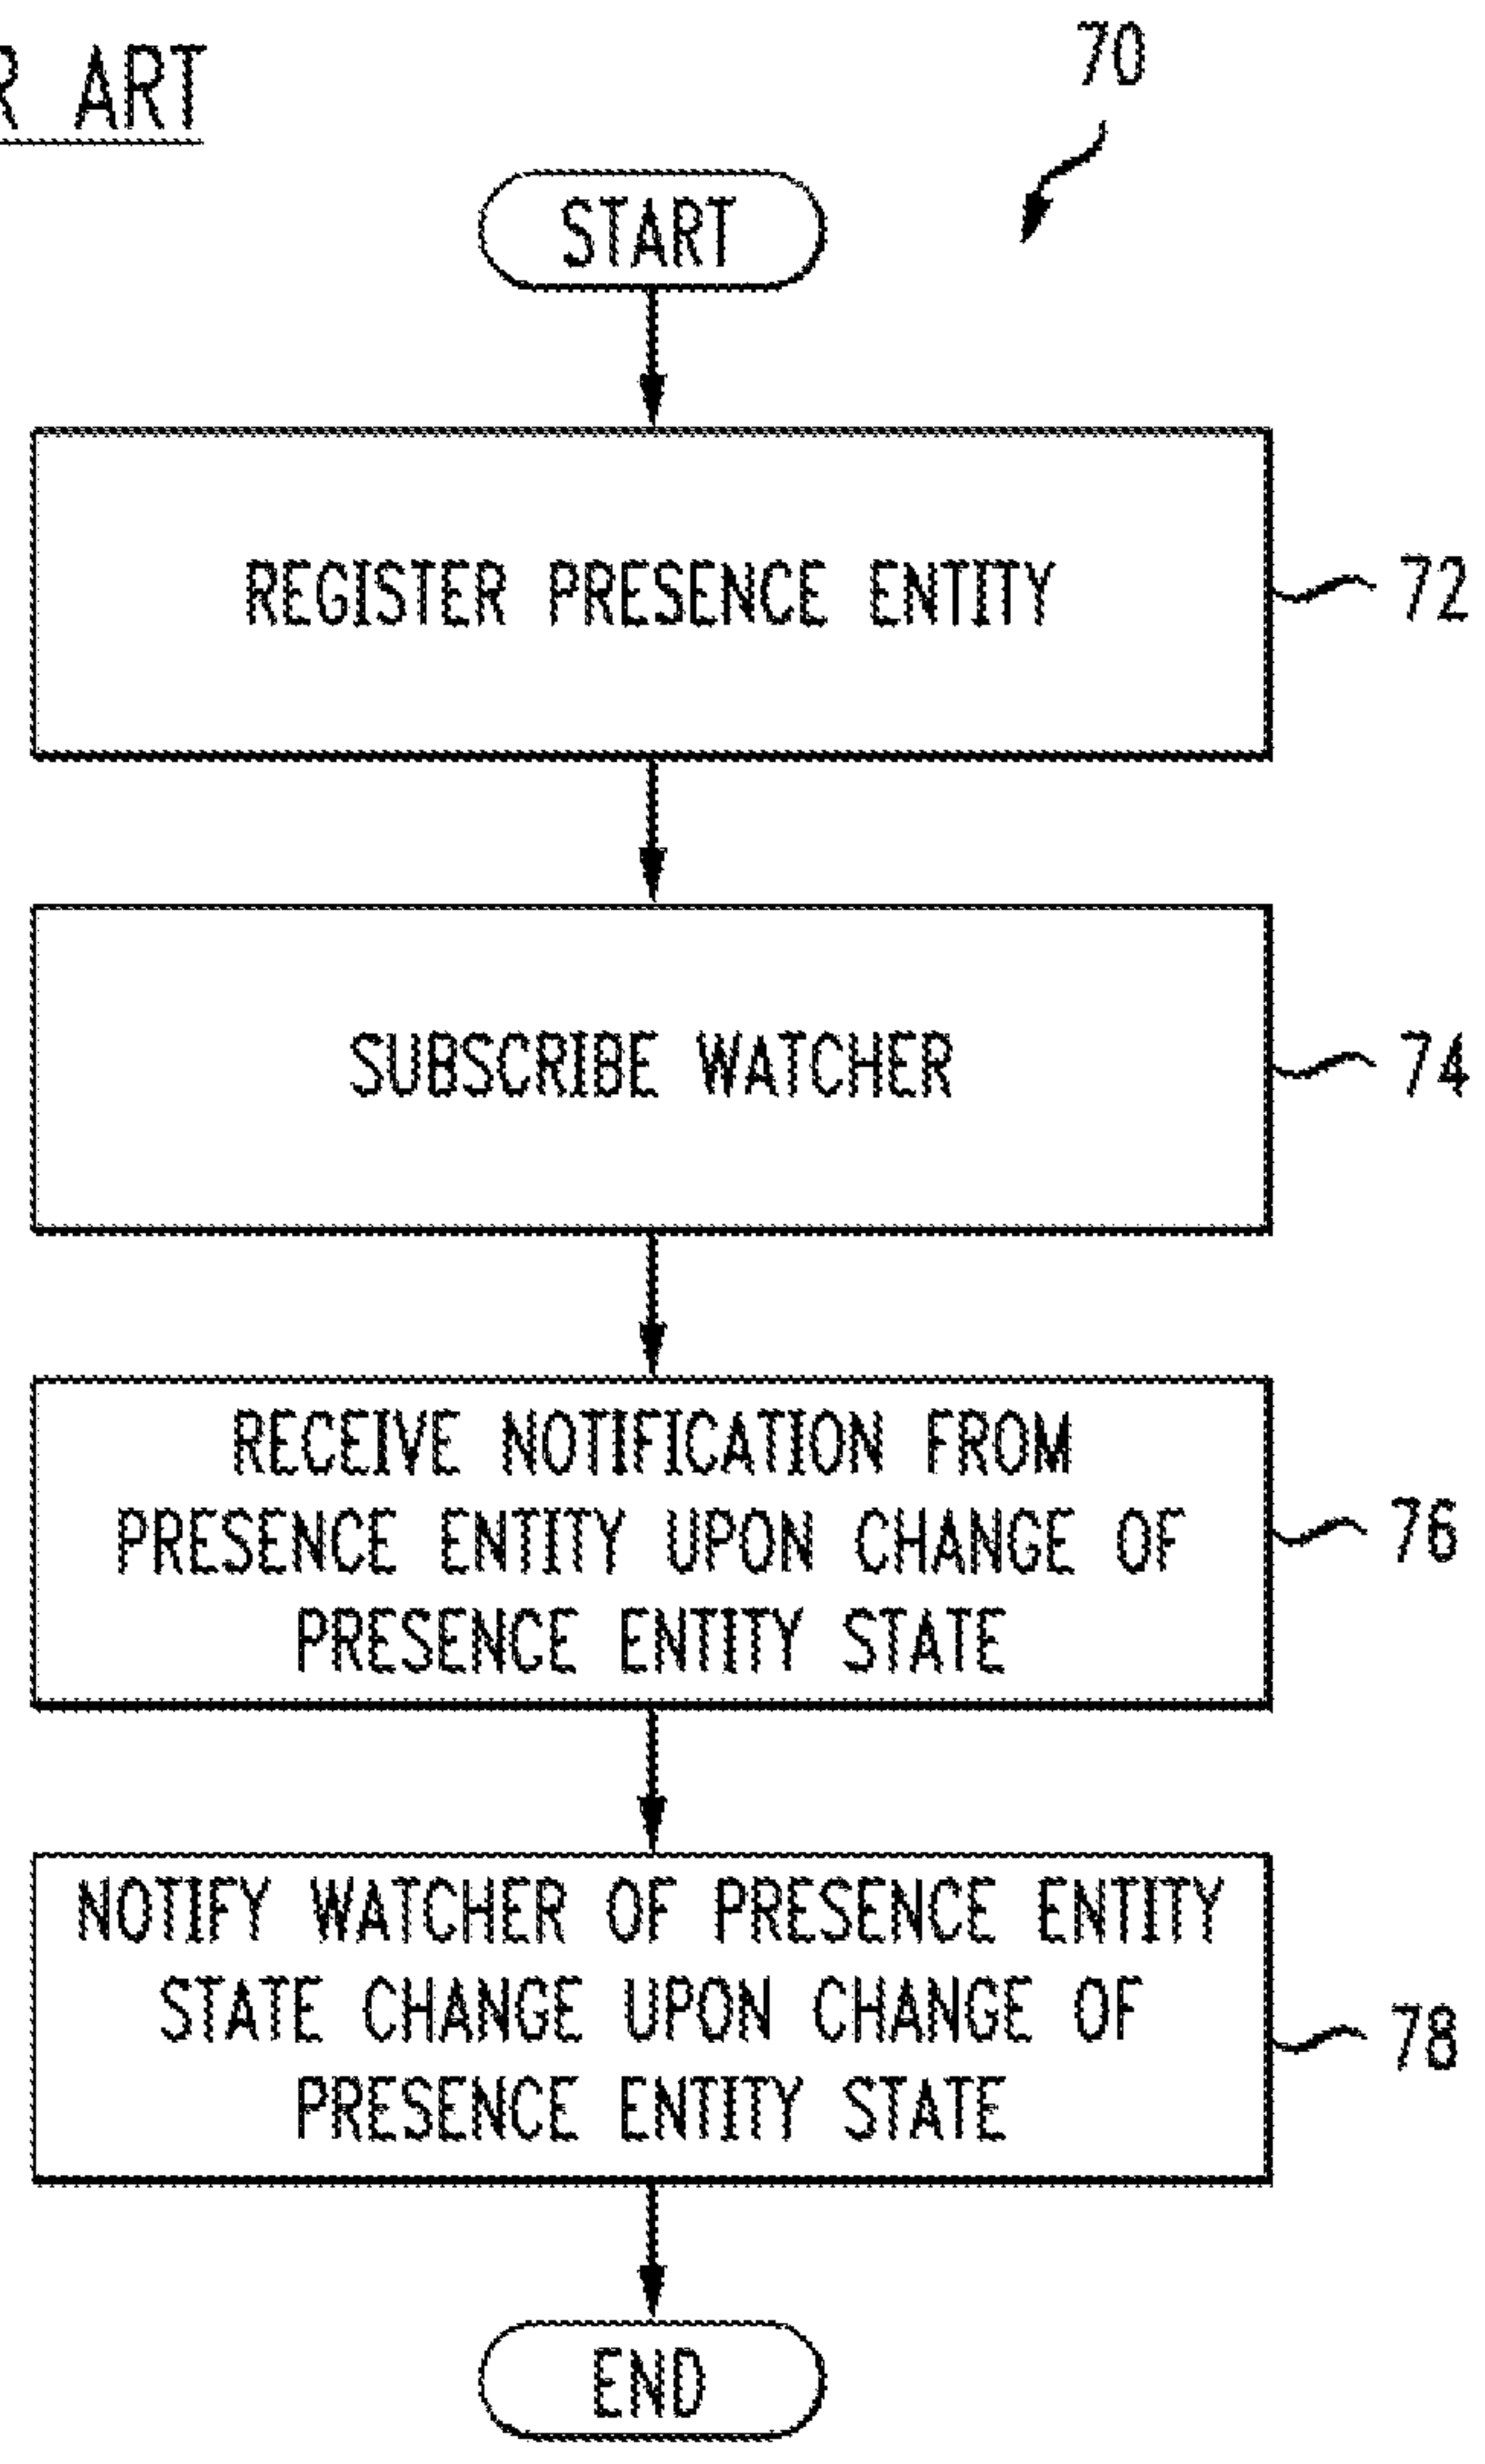 R ART
70
START
REGISTER PRESENCE ENTITY
72
SUBSCRIBE WATCHER
74
RECEIVE NOTIFICATION FROM
PRESENCE ENTITY UPON CHANGE OF
PRESENCE ENTITY STATE
76
NOTIFY WATCHER OF PRESENCE ENTITY
STATE CHANGE UPON CHANGE OF
PRESENCE ENTITY STATE
78
END